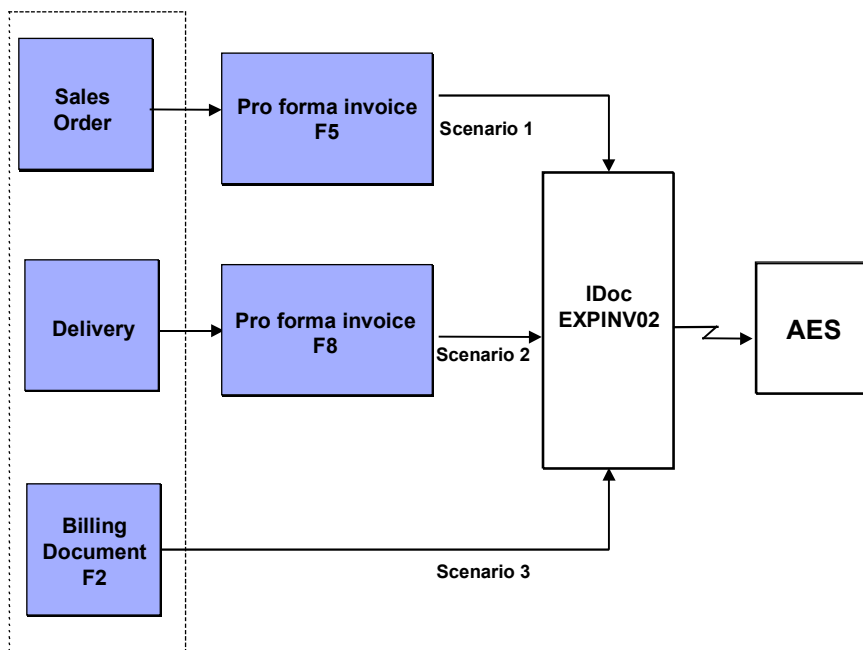 Sales
Order
Pro forma invoice
F5
Scenario 1
Delivery
Pro forma invoice
F8
Scenario 2
IDoc
EXPINV02
AES
Billing
Document
F2
Scenario 3